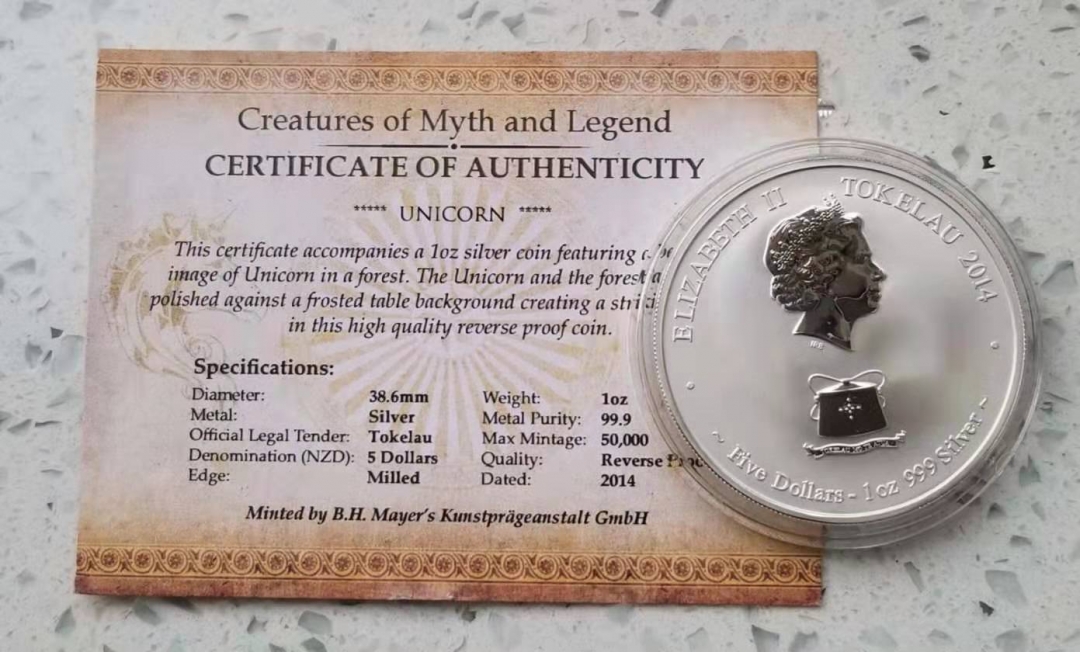 Creatures of Myth and Legend
CERTIFICATE OF AUTHENTICITY
***** UNICORN *****
This certificate accompanies a 1oz silver coin featuring
image of Unicorn in a forest. The Unicorn and the forest
polished against a frosted table background creating a
in this high quality reverse proof coin.
Specifications:
Diameter: 38.6mm Weight: 1oz
Metal: Silver Metal Purity: 99.9
Official Legal Tender: Tokelau Max Mintage: 50,000
Denomination (NZD): 5 Dollars Quality: Reverse
Edge: Milled Dated: 2014
Minted by B.H. Mayer's Kunstprägeanstalt GmbH
ELIZABETH II TOKELAU 2014
~ Five Dollars - 1 oz 999 Silver ~